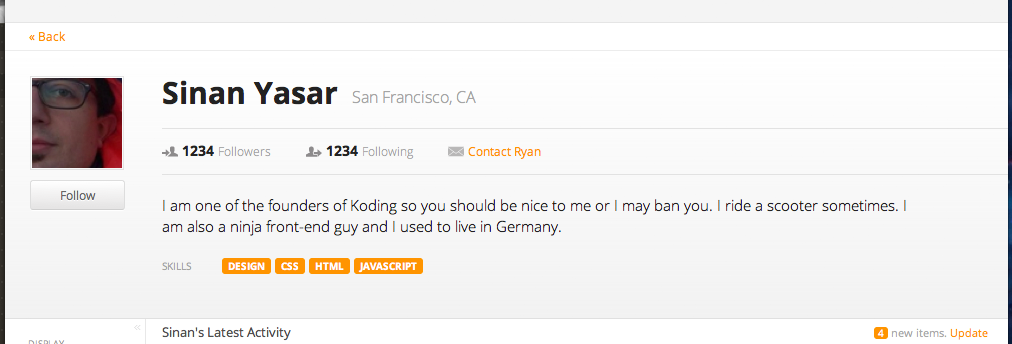 « Back
Sinan Yasar San Francisco, CA
1234 Followers 1234 Following Contact Ryan
Follow
I am one of the founders of Koding so you should be nice to me or I may ban you. I ride a scooter sometimes. I
am also a ninja front-end guy and I used to live in Germany.
SKILLS DESIGN CSS HTML JAVASCRIPT
«
Sinan's Latest Activity 4 new items. Update
DISPLAY